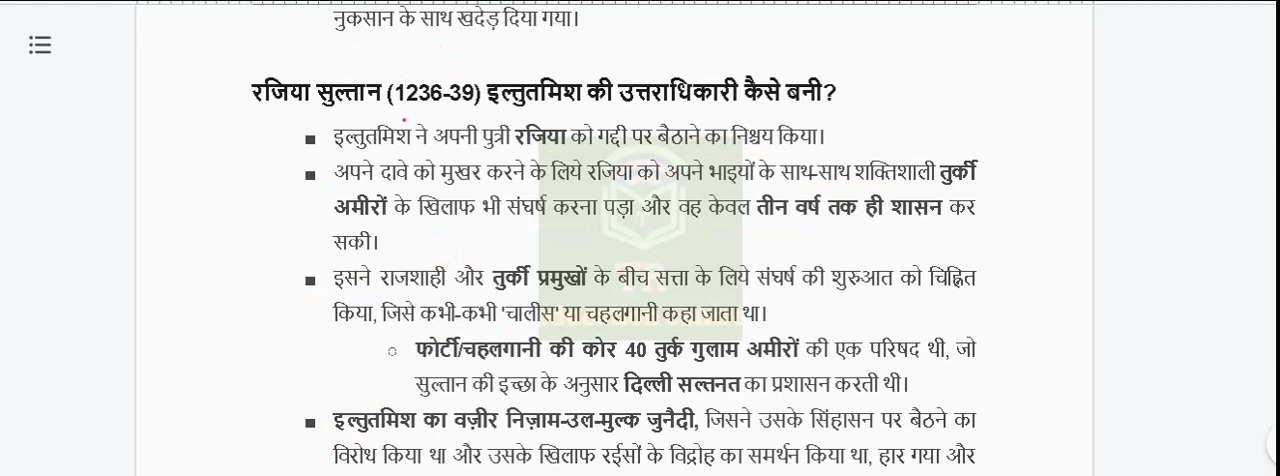 नुकसान के साथ खदेड़ दिया गया।
रजिया सुल्तान (1236-39) इल्तुतमिश की उत्तराधिकारी कैसे बनी?
■ इल्तुतमिश ने अपनी पुत्री रजिया को गद्दी पर बैठाने का निश्चय किया।
■ अपने दावे को मुखर करने के लिये रजिया को अपने भाइयों के साथ-साथ शक्तिशाली तुर्की
अमीरों के खिलाफ भी संघर्ष करना पड़ा और वह केवल तीन वर्ष तक ही शासन कर
सकी।
■ इसने राजशाही और तुर्की प्रमुखों के बीच सत्ता के लिये संघर्ष की शुरुआत को चिह्नित
किया, जिसे कभी-कभी 'चालीस' या चहलगानी कहा जाता था।
○ फोर्टी/चहलगानी की कोर 40 तुर्क गुलाम अमीरों की एक परिषद थी, जो
सुल्तान की इच्छा के अनुसार दिल्ली सल्तनत का प्रशासन करती थी।
■ इल्तुतमिश का वज़ीर निज़ाम-उल-मुल्क जुनैदी, जिसने उसके सिंहासन पर बैठने का
विरोध किया था और उसके खिलाफ रईसों के विद्रोह का समर्थन किया था, हार गया और